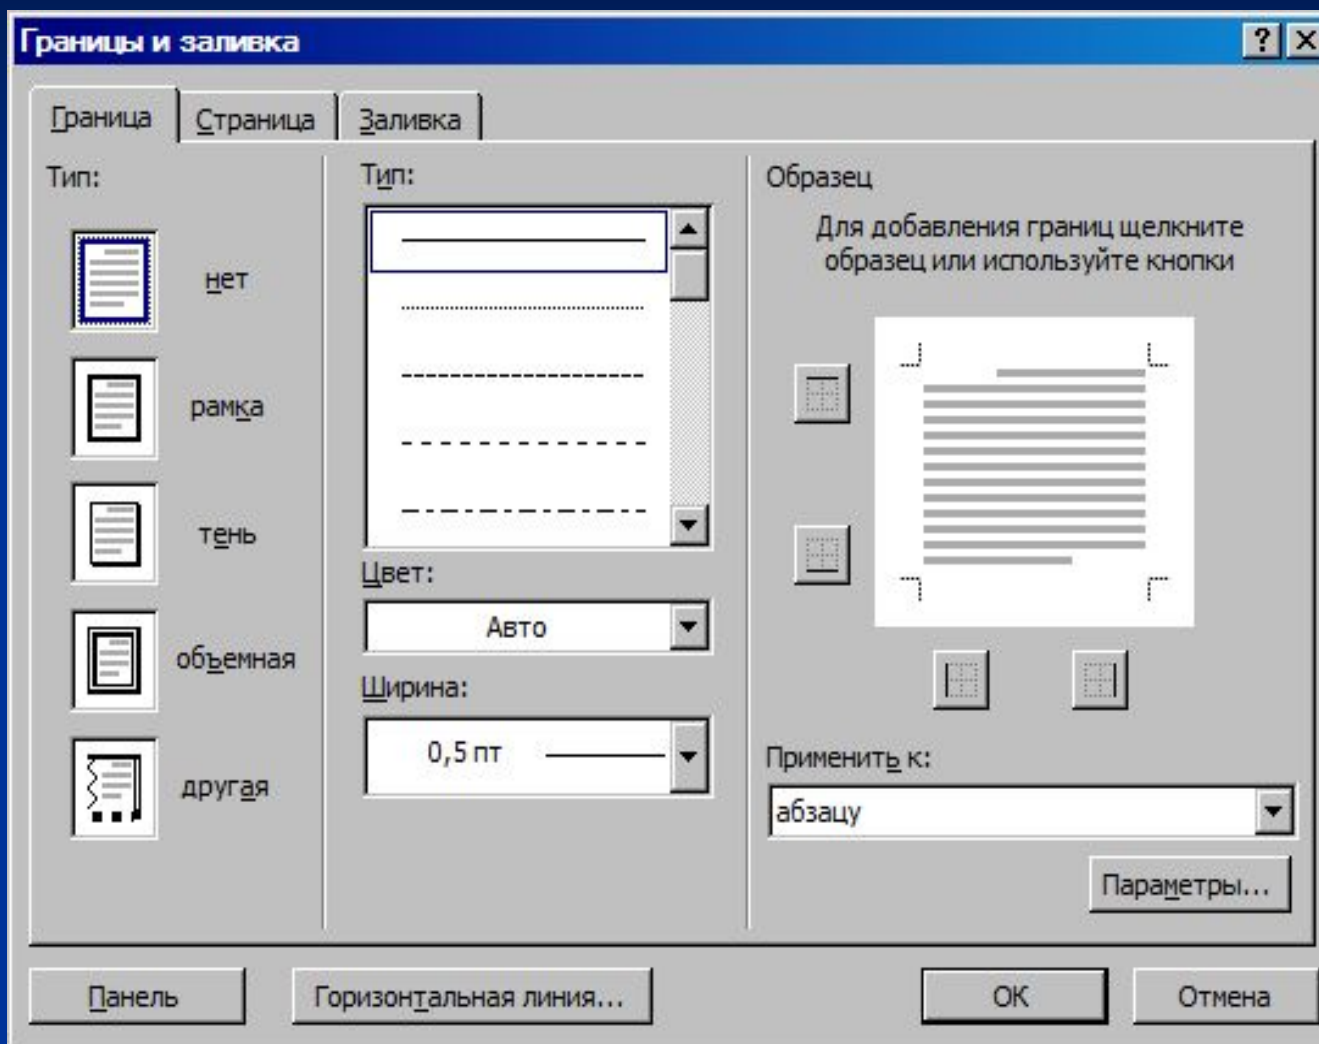 Границы и заливка
Граница
Страница
Заливка
Тип:
нет
рамка
тень
объемная
другая
Тип:
Цвет:
Авто
Ширина:
0,5 пт
Образец
Для добавления границ щелкните
образец или используйте кнопки
Применить к:
абзацу
Параметры...
Панель
Горизонтальная линия...
ОК
Отмена